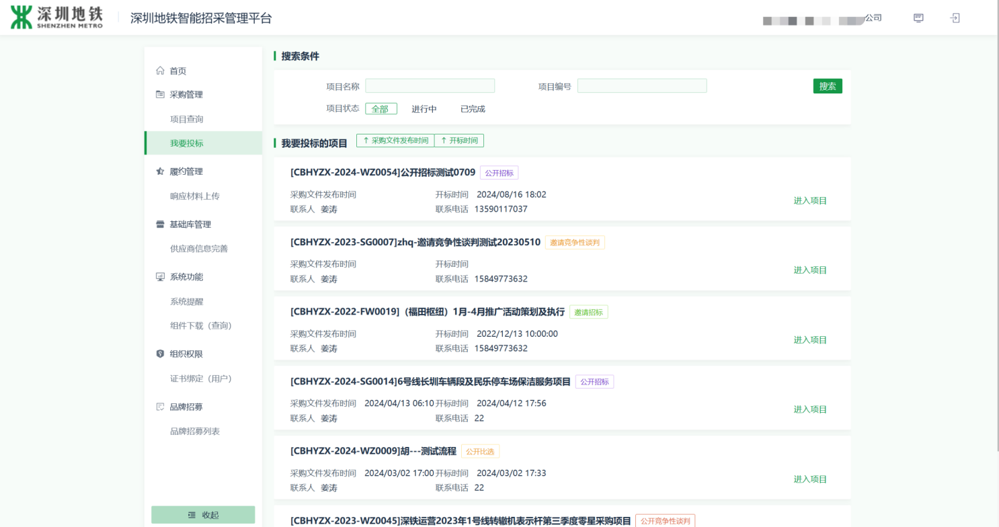 深圳地铁
SHENZHEN METRO
深圳地铁智能招采管理平台
公司
首页
采购管理
项目查询
我要投标
履约管理
响应材料上传
基础库管理
供应商信息完善
系统功能
系统提醒
组件下载（查询）
组织权限
证书绑定（用户）
品牌招募
品牌招募列表
收起
搜索条件
项目名称 项目编号 搜索
项目状态 全部 进行中 已完成
我要投标的项目 ↑ 采购文件发布时间 ↑ 开标时间
[CBHYZX-2024-WZ0054]公开招标测试0709 公开招标
采购文件发布时间 开标时间 2024/08/16 18:02
联系人 姜涛 联系电话 13590117037
进入项目
[CBHYZX-2023-SG0007]zhq-邀请竞争性谈判测试20230510 邀请竞争性谈判
采购文件发布时间 开标时间
联系人 姜涛 联系电话 15849773632
进入项目
[CBHYZX-2022-FW0019]（福田枢纽）1月-4月推广活动策划及执行 邀请招标
采购文件发布时间 开标时间 2022/12/13 10:00:00
联系人 姜涛 联系电话 15849773632
进入项目
[CBHYZX-2024-SG0014]6号线长圳车辆段及民乐停车场保洁服务项目 公开招标
采购文件发布时间 2024/04/13 06:10 开标时间 2024/04/12 17:56
联系人 姜涛 联系电话 22
进入项目
[CBHYZX-2024-WZ0009]胡---测试流程 公开比选
采购文件发布时间 2024/03/02 17:00 开标时间 2024/03/02 17:33
联系人 姜涛 联系电话 22
进入项目
[CBHYZX-2023-WZ0045]深铁运营2023年1号线转辙机表示杆第三季度零星采购项目 公开竞争性谈判